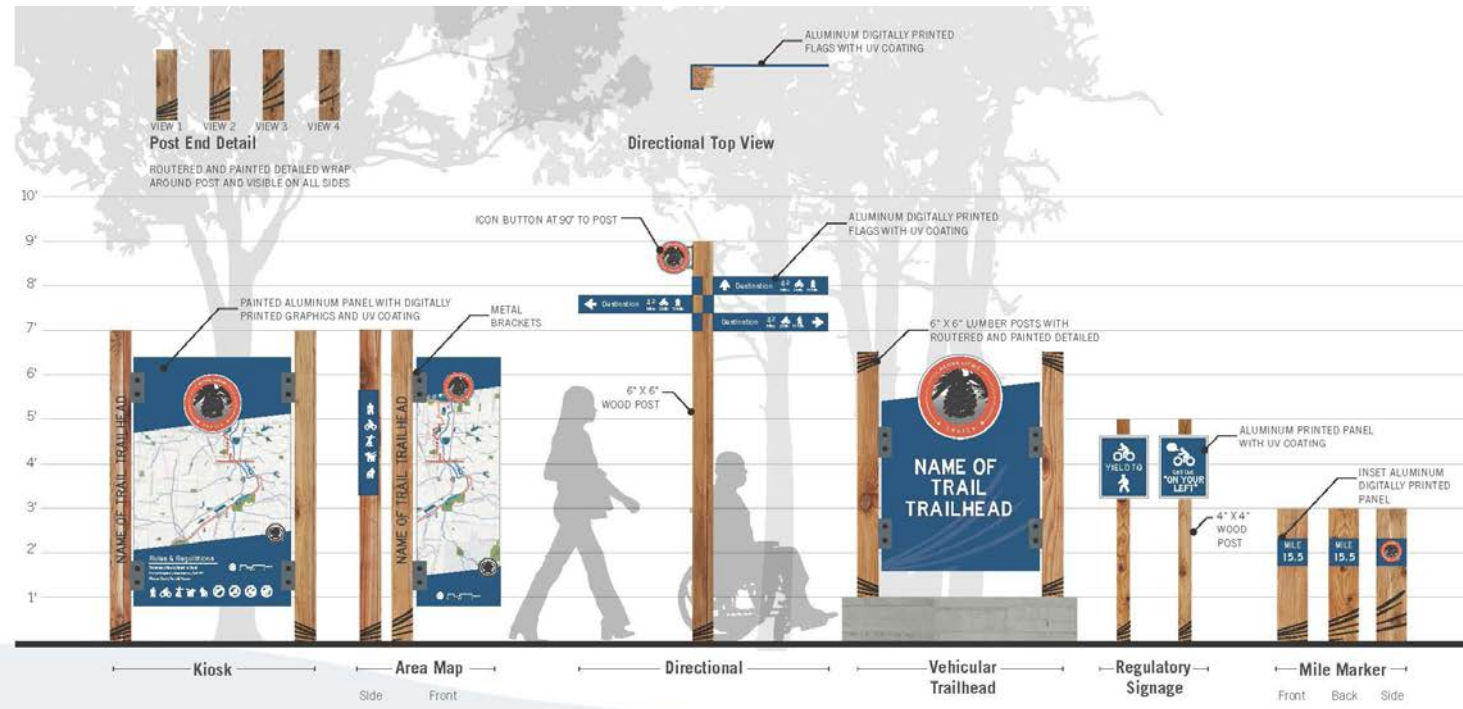 ALUMINUM DIGITALLY PRINTED
FLAGS WITH UV COATING
VIEW 1
VIEW 2
VIEW 3
VIEW 4
Post End Detail
ROUTERED AND PAINTED DETAILED WRAP
AROUND POST AND VISIBLE ON ALL SIDES
Directional Top View
10'
9'
8'
7'
6'
5'
4'
3'
2'
1'
ICON BUTTON AT 90° TO POST
ALUMINUM DIGITALLY PRINTED
FLAGS WITH UV COATING
PAINTED ALUMINUM PANEL WITH DIGITALLY
PRINTED GRAPHICS AND UV COATING
METAL
BRACKETS
6" X 6" LUMBER POSTS WITH
ROUTERED AND PAINTED DETAILED
6" X 6"
WOOD POST
ALUMINUM PRINTED PANEL
WITH UV COATING
INSET ALUMINUM
DIGITALLY PRINTED
PANEL
4" X 4"
WOOD
POST
NAME OF TRAIL TRAILHEAD
Rules & Regulations
NAME OF TRAIL TRAILHEAD
Destination
Destination
Destination
NAME OF
TRAIL
TRAILHEAD
YIELD TO
"ON YOUR
LEFT"
MILE
15.5
MILE
15.5
Kiosk
Area Map
Side
Front
Directional
Vehicular
Trailhead
Regulatory
Signage
Mile Marker
Front
Back
Side